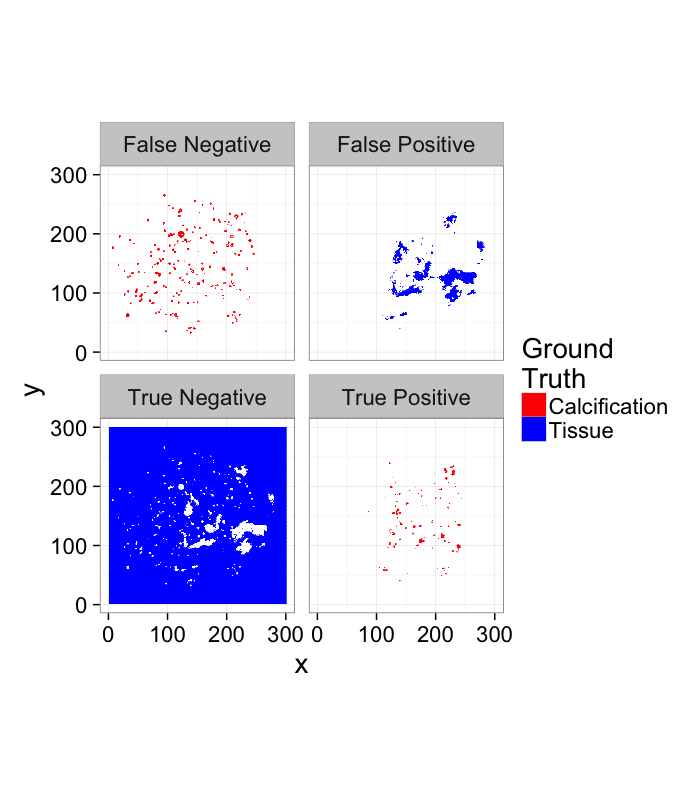 False Negative False Positive
300
200
100
0
y
True Negative True Positive
300
200
100
0
0 100 200 300 0 100 200 300
x
Ground
Truth
Calcification
Tissue